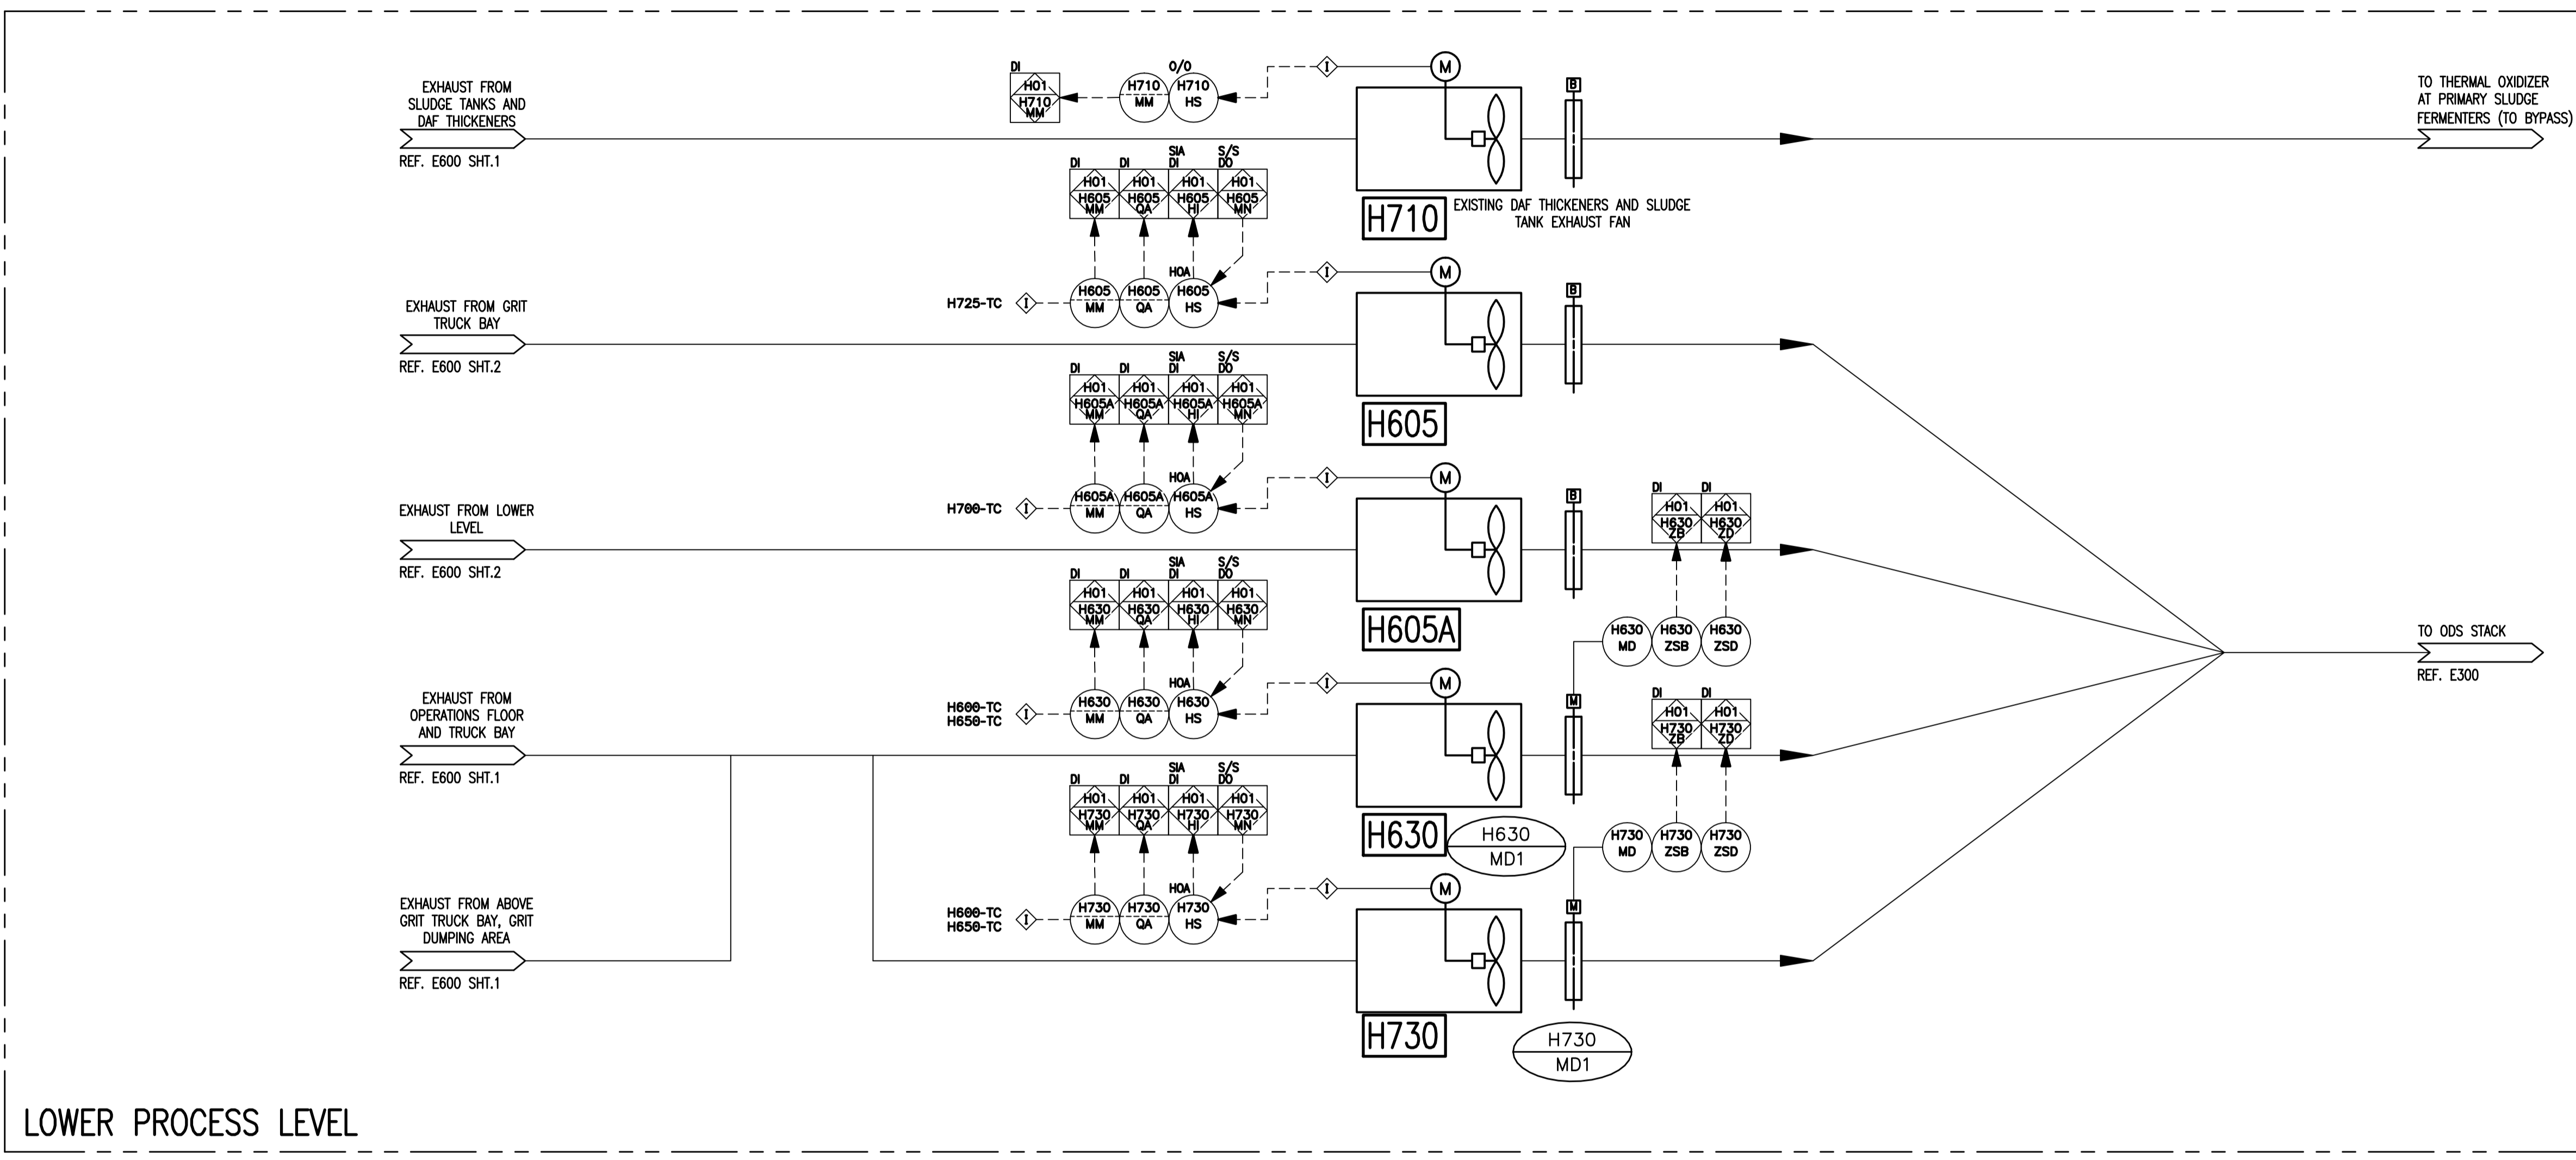 EXHAUST FROM
SLUDGE TANKS AND
DAF THICKENERS
REF. E600 SHT.1
DI
H01
H710
MM
H710
MM
O/O
H710
HS
I
M
B
H710
EXISTING DAF THICKENERS AND SLUDGE
TANK EXHAUST FAN
TO THERMAL OXIDIZER
AT PRIMARY SLUDGE
FERMENTERS (TO BYPASS)
EXHAUST FROM GRIT
TRUCK BAY
REF. E600 SHT.2
DI
H01
H605
MM
DI
H01
H605
QA
SIA
DI
H01
H605
HI
S/S
DO
H01
H605
MN
H725-TC
I
H605
MM
H605
QA
HOA
H605
HS
I
M
B
H605
EXHAUST FROM LOWER
LEVEL
REF. E600 SHT.2
DI
H01
H605A
MM
DI
H01
H605A
QA
SIA
DI
H01
H605A
HI
S/S
DO
H01
H605A
MN
H700-TC
I
H605A
MM
H605A
QA
HOA
H605A
HS
I
M
B
H605A
EXHAUST FROM
OPERATIONS FLOOR
AND TRUCK BAY
REF. E600 SHT.1
DI
H01
H630
MM
DI
H01
H630
QA
SIA
DI
H01
H630
HI
S/S
DO
H01
H630
MN
H600-TC
H650-TC
I
H630
MM
H630
QA
HOA
H630
HS
I
M
M
DI
H01
H630
ZB
DI
H01
H630
ZD
H630
MD
H630
ZSB
H630
ZSD
H630
H630
MD1
TO ODS STACK
REF. E300
EXHAUST FROM ABOVE
GRIT TRUCK BAY, GRIT
DUMPING AREA
REF. E600 SHT.1
DI
H01
H730
MM
DI
H01
H730
QA
SIA
DI
H01
H730
HI
S/S
DO
H01
H730
MN
H600-TC
H650-TC
I
H730
MM
H730
QA
HOA
H730
HS
I
M
M
DI
H01
H730
ZB
DI
H01
H730
ZD
H730
MD
H730
ZSB
H730
ZSD
H730
H730
MD1
LOWER PROCESS LEVEL